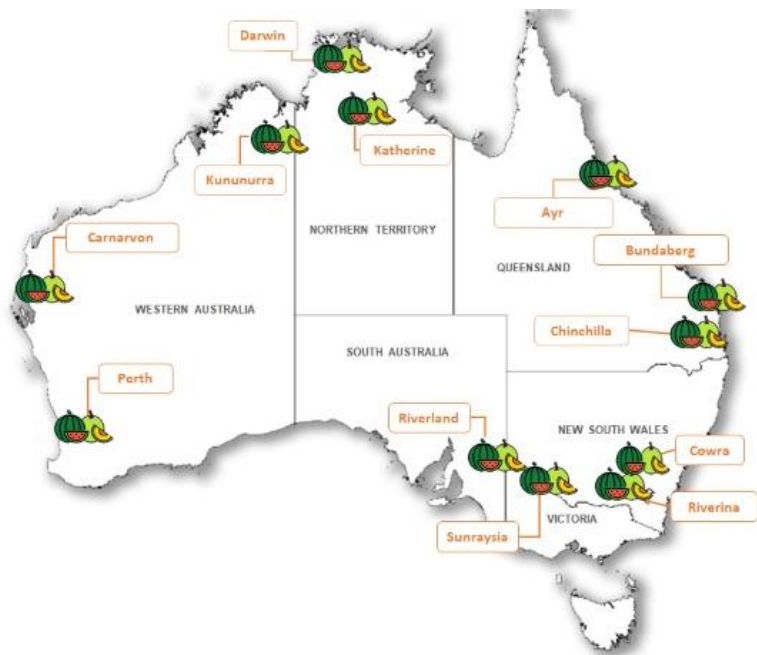 Darwin
Katherine
Kununurra
Ayr
NORTHERN TERRITORY
Carnarvon
Bundaberg
QUEENSLAND
WESTERN AUSTRALIA
Chinchilla
SOUTH AUSTRALIA
Perth
Riverland
NEW SOUTH WALES
Cowra
Riverina
VICTORIA
Sunraysia